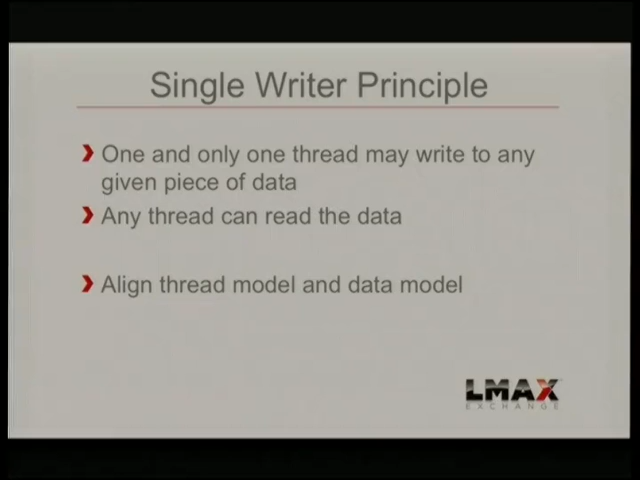 Single Writer Principle
One and only one thread may write to any
given piece of data
Any thread can read the data
Align thread model and data model
LMAX
EXCHANGE